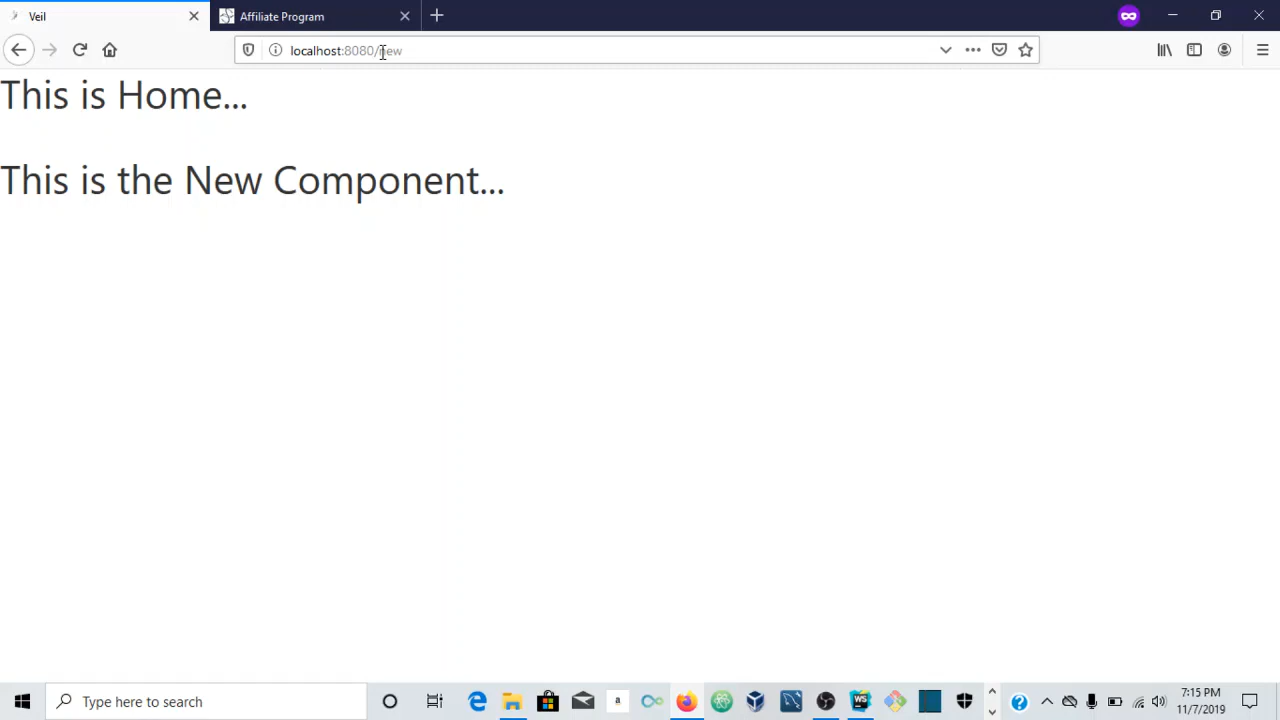 Veil
Affiliate Program
localhost:8080/new
This is Home...
This is the New Component...
Type here to search
a
WS
7:15 PM
11/7/2019